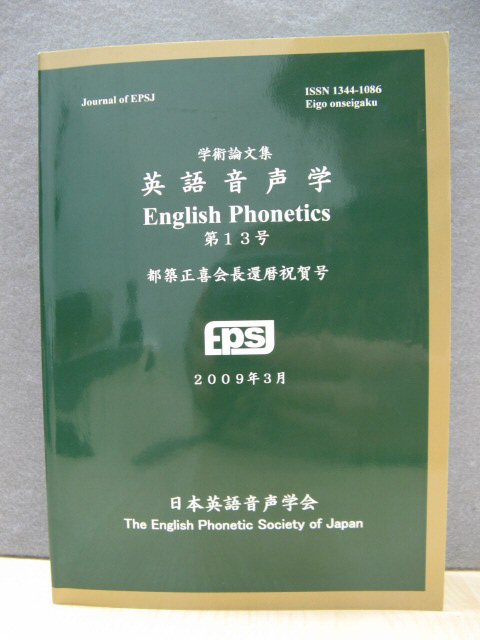 Journal of EPSJ
ISSN 1344-1086
Eigo onseigaku
学術論文集
英語音声学
English Phonetics
第13号
都築正喜会長還暦祝賀号
EPSJ
2009年3月
日本英語音声学会
The English Phonetic Society of Japan